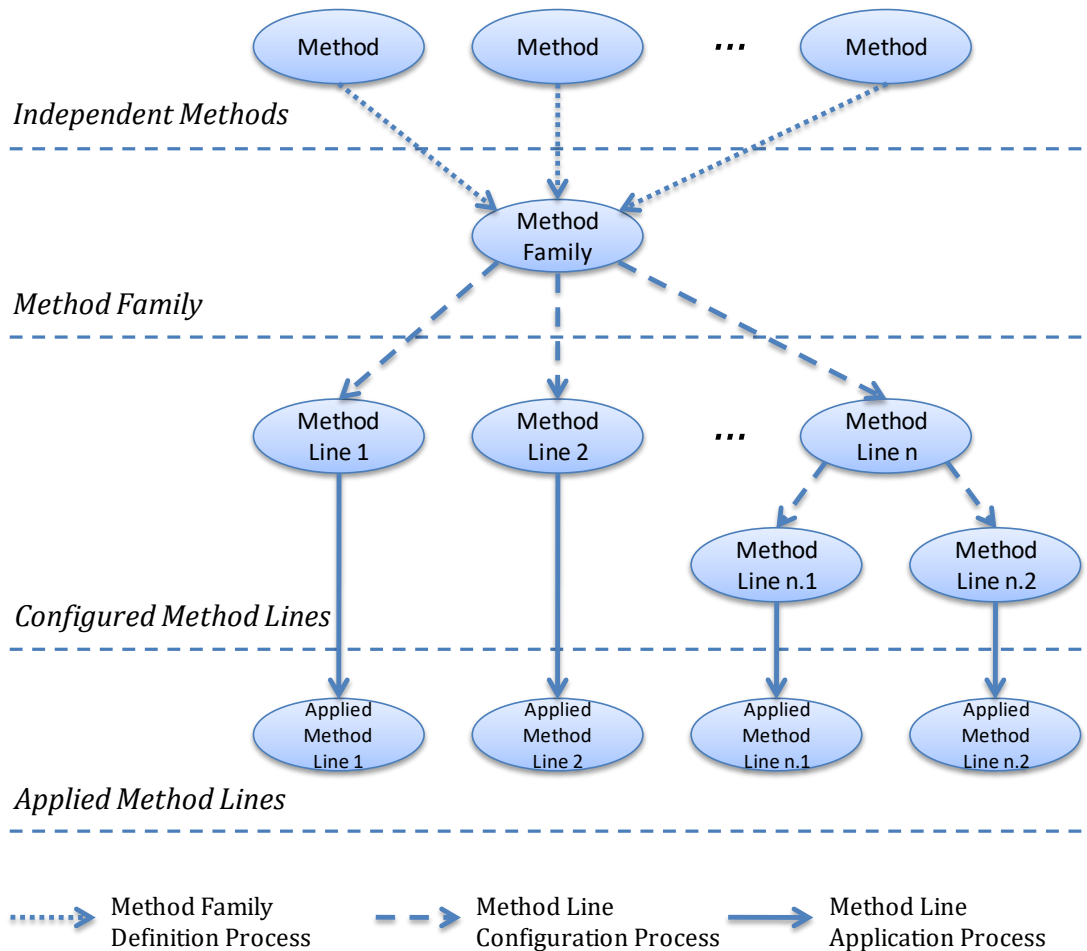 Method
Method
...
Method
Independent Methods
Method
Family
Method Family
Method
Line 1
Method
Line 2
...
Method
Line n
Method
Line n.1
Method
Line n.2
Configured Method Lines
Applied
Method
Line 1
Applied
Method
Line 2
Applied
Method
Line n.1
Applied
Method
Line n.2
Applied Method Lines
Method Family
Definition Process
Method Line
Configuration Process
Method Line
Application Process